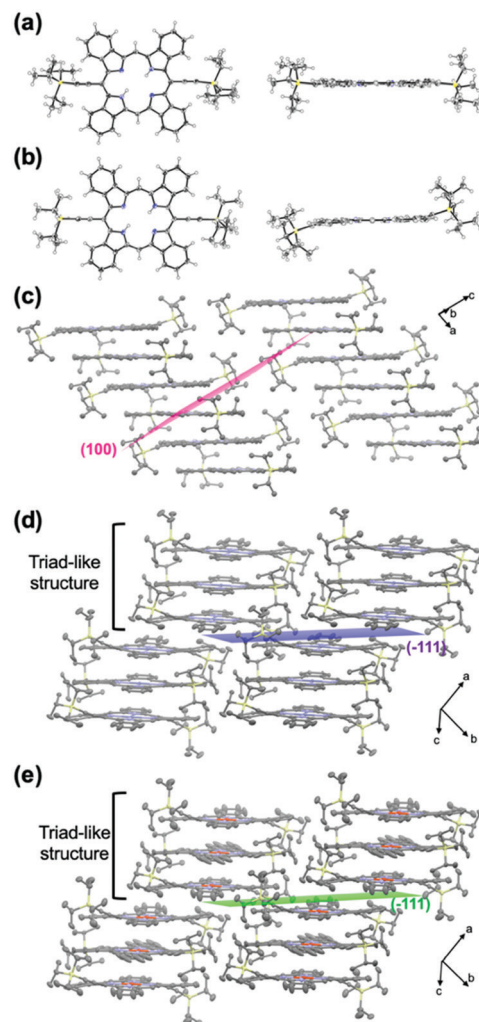 (a)
(b)
(c)
c
b
a
(100)
(d)
Triad-like
structure
(-111)
a
c
b
(e)
Triad-like
structure
(-111)
a
c
b